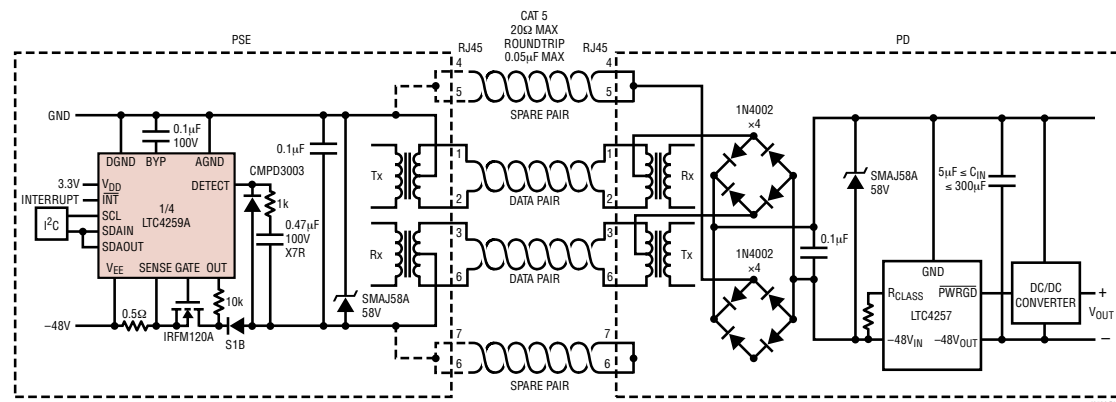 CAT 5
20Ω MAX
ROUNDTRIP
0.05µF MAX
PSE
RJ45
RJ45
PD
4
5
4
5
SPARE PAIR
1N4002
×4
GND
0.1µF
100V
0.1µF
DGND BYP AGND
CMPD3003
DETECT
1k
3.3V
VDD
INTERRUPT
INT
SCL
I2C
SDAIN
SDAOUT
1/4
LTC4259A
0.47µF
100V
X7R
VEE SENSE GATE OUT
10k
–48V
0.5Ω
IRFM120A
S1B
SMAJ58A
58V
Tx
1
2
DATA PAIR
1
2
Rx
Rx
3
6
DATA PAIR
3
6
Tx
7
6
SPARE PAIR
7
6
1N4002
×4
0.1µF
SMAJ58A
58V
5µF ≤ CIN
≤ 300µF
GND
RCLASS
PWRGD
LTC4257
–48VIN
–48VOUT
DC/DC
CONVERTER
+
VOUT
–